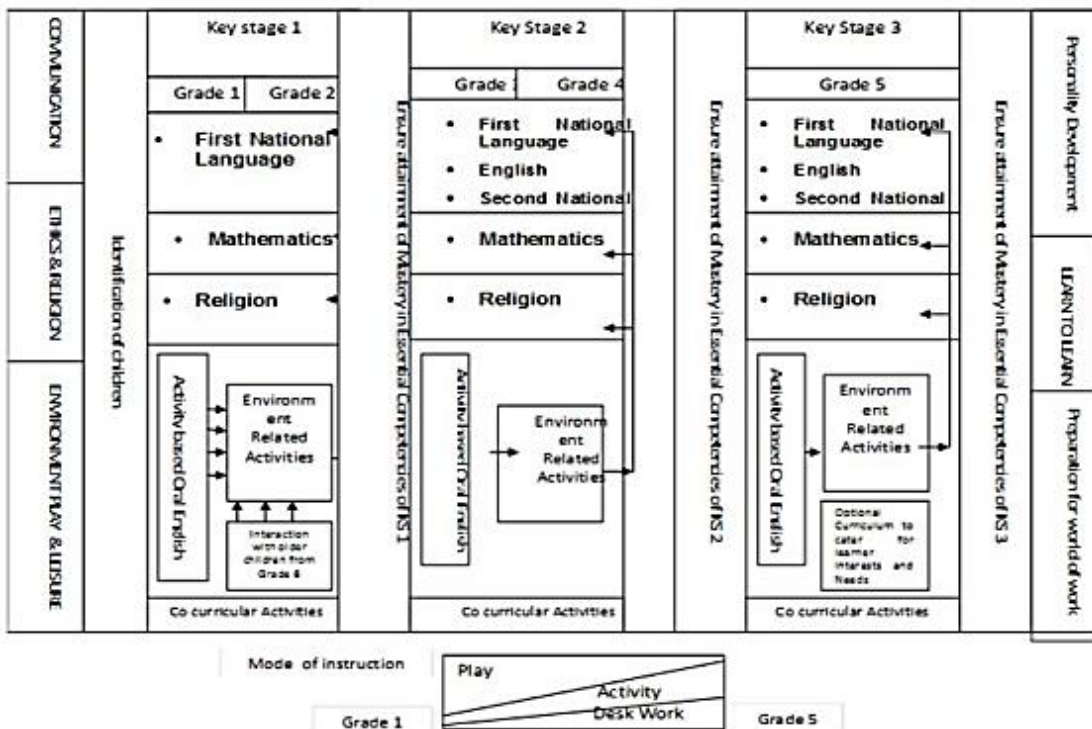 COMMUNICATION
ETHICS & RELIGION
ENVIRONMENT PLAY & LEISURE
Identification of children
Key stage 1
Grade 1
Grade 2
• First National
Language
• Mathematics
• Religion
Activity based Oral English
Environm
ent
Related
Activities
Interaction
with older
children from
Grade 6
Co curricular Activities
Ensure attainment of Mastery in Essential Competencies of KS 1
Key Stage 2
Grade
Grade 4
• First National
Language
• English
• Second National
• Mathematics
• Religion
Activity based Oral English
Environm
ent
Related
Activities
Co curricular Activities
Ensure attainment of Mastery in Essential Competencies of KS 2
Key Stage 3
Grade 5
• First National
Language
• English
• Second National
• Mathematics
• Religion
Activity based Oral English
Environm
ent
Related
Activities
Optional
Curriculum to
cater for
learner
Interests and
Needs
Co curricular Activities
Ensure attainment of Mastery in Essential Competencies of KS 3
Personality Development
LEARN TO LEARN
Preparation for world of work
Mode of instruction
Play
Activity
Desk Work
Grade 1
Grade 5